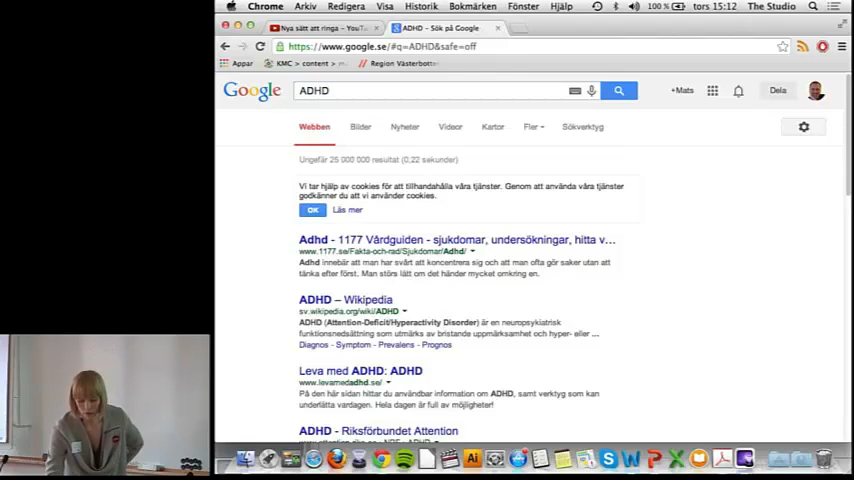 Chrome Arkiv Redigera Visa Historik Bokmärken Fönster Hjälp 100 % tors 15:12 The Studio
Nya sätt att ringa – YouTu ADHD – Sök på Google
https://www.google.se/#q=ADHD&safe=off
Appar KMC > content > m Region Västerbotten
Google ADHD +Mats Dela
Webben Bilder Nyheter Videor Kartor Fler Sökverktyg
Ungefär 25 000 000 resultat (0,22 sekunder)
Vi tar hjälp av cookies för att tillhandahålla våra tjänster. Genom att använda våra tjänster
godkänner du att vi använder cookies.
OK Läs mer
Adhd - 1177 Vårdguiden - sjukdomar, undersökningar, hitta v...
www.1177.se/Fakta-och-rad/Sjukdomar/Adhd/
Adhd innebär att man har svårt att koncentrera sig och att man ofta gör saker utan att
tänka efter först. Man störs lätt om det händer mycket omkring en.
ADHD – Wikipedia
sv.wikipedia.org/wiki/ADHD
ADHD (Attention-Deficit/Hyperactivity Disorder) är en neuropsykiatrisk
funktionsnedsättning som utmärks av bristande uppmärksamhet och hyper- eller ...
Diagnos - Symptom - Prevalens - Prognos
Leva med ADHD: ADHD
www.levamedadhd.se/
På den här sidan hittar du användbar information om ADHD, samt verktyg som kan
underlätta vardagen. Hela dagen är full av möjligheter!
ADHD - Riksförbundet Attention